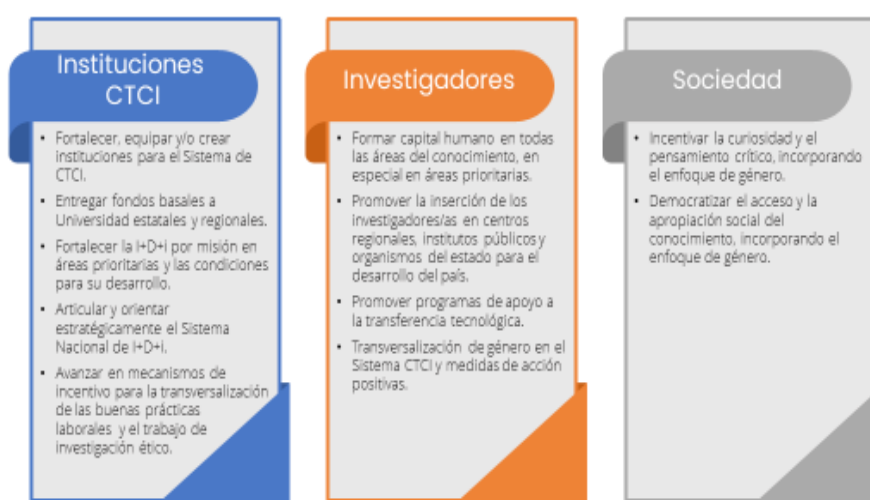 Instituciones
CTCI
• Fortalecer, equipar y/o crear
instituciones para el Sistema de
CTCI.
• Entregar fondos basales a
Universidad estatales y regionales.
• Fortalecer la I+D+i por misión en
áreas prioritarias y las condiciones
para su desarrollo.
• Articular y orientar
estratégicamente el Sistema
Nacional de I+D+i.
• Avanzar en mecanismos de
incentivo para la transversalización
de las buenas prácticas
laborales y el trabajo de
investigación ético.
Investigadores
• Formar capital humano en todas
las áreas del conocimiento, en
especial en áreas prioritarias.
• Promover la inserción de los
investigadores/as en centros
regionales, institutos públicos y
organismos del estado para el
desarrollo del país.
• Promover programas de apoyo a
la transferencia tecnológica.
• Transversalización de género en el
Sistema CTCI y medidas de acción
positivas.
Sociedad
• Incentivar la curiosidad y el
pensamiento crítico, incorporando
el enfoque de género.
• Democratizar el acceso y la
apropiación social del
conocimiento, incorporando el
enfoque de género.